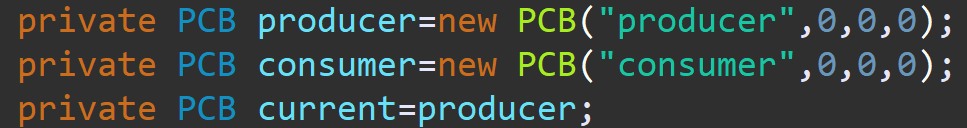 private PCB producer=new PCB("producer",0,0,0);
private PCB consumer=new PCB("consumer",0,0,0);
private PCB current=producer;